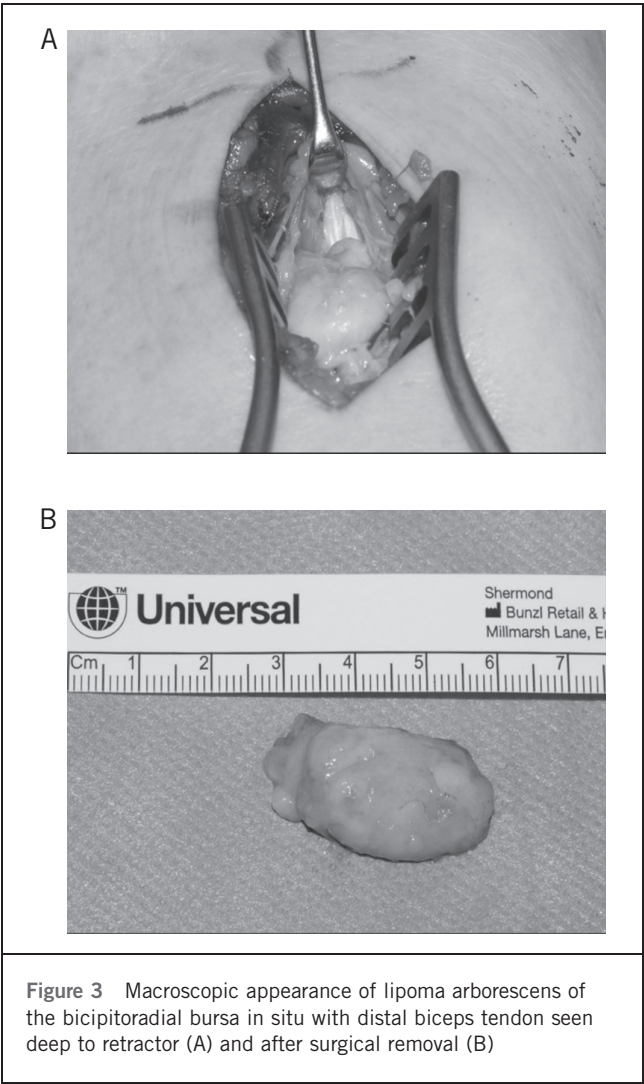 A
B
™
Universal
Shermond
Bunzl Retail &
Millmarsh Lane,
Cm 1 2 3 4 5 6 7
Figure 3 Macroscopic appearance of lipoma arborescens of
the bicipitoradial bursa in situ with distal biceps tendon seen
deep to retractor (A) and after surgical removal (B)